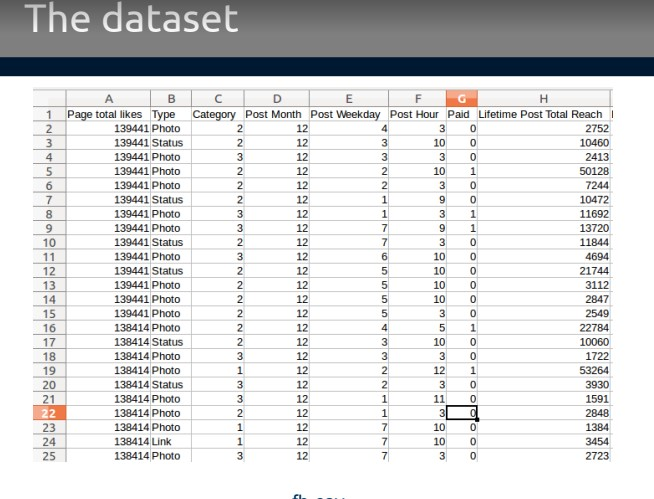 The dataset
A B C D E F G H
1 Page total likes Type Category Post Month Post Weekday Post Hour Paid Lifetime Post Total Reach
2 139441 Photo 2 12 4 3 0 2752
3 139441 Status 2 12 3 10 0 10460
4 139441 Photo 3 12 3 3 0 2413
5 139441 Photo 2 12 2 10 1 50128
6 139441 Photo 2 12 2 3 0 7244
7 139441 Status 2 12 1 9 0 10472
8 139441 Photo 3 12 1 3 1 11692
9 139441 Photo 3 12 7 9 1 13720
10 139441 Status 2 12 7 3 0 11844
11 139441 Photo 3 12 6 10 0 4694
12 139441 Status 2 12 5 10 0 21744
13 139441 Photo 2 12 5 10 0 3112
14 139441 Photo 2 12 5 10 0 2847
15 139441 Photo 2 12 5 3 0 2549
16 138414 Photo 2 12 4 5 1 22784
17 138414 Status 2 12 3 10 0 10060
18 138414 Photo 3 12 3 3 0 1722
19 138414 Photo 1 12 2 12 1 53264
20 138414 Status 3 12 2 3 0 3930
21 138414 Photo 3 12 1 11 0 1591
22 138414 Photo 2 12 1 3 0 2848
23 138414 Photo 1 12 7 10 0 1384
24 138414 Link 1 12 7 10 0 3454
25 138414 Photo 3 12 7 3 0 2723